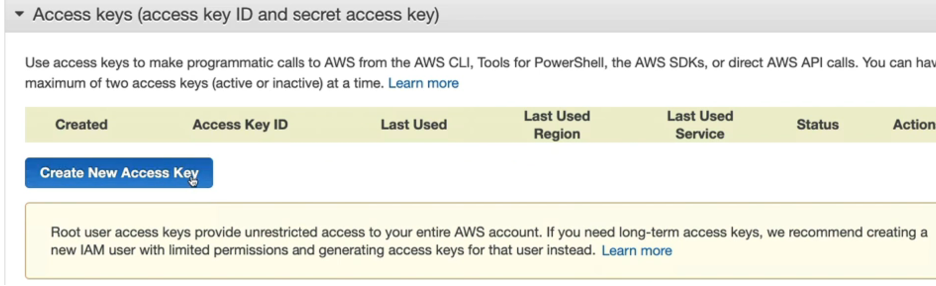 Access keys (access key ID and secret access key)
Use access keys to make programmatic calls to AWS from the AWS CLI, Tools for PowerShell, the AWS SDKs, or direct AWS API calls. You can hav
maximum of two access keys (active or inactive) at a time. Learn more
Created Access Key ID Last Used Last Used Region Last Used Service Status Action
Create New Access Key
Root user access keys provide unrestricted access to your entire AWS account. If you need long-term access keys, we recommend creating a
new IAM user with limited permissions and generating access keys for that user instead. Learn more